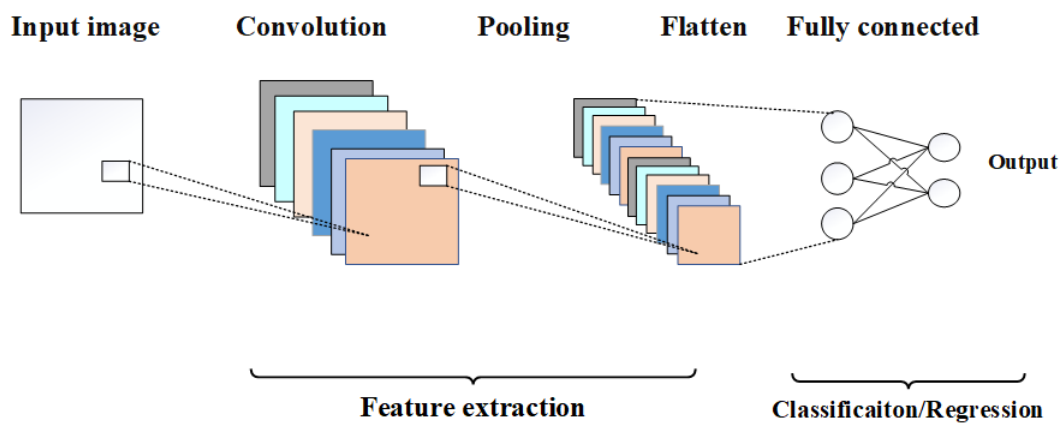 Input image
Convolution
Pooling
Flatten
Fully connected
Output
Feature extraction
Classificaiton/Regression